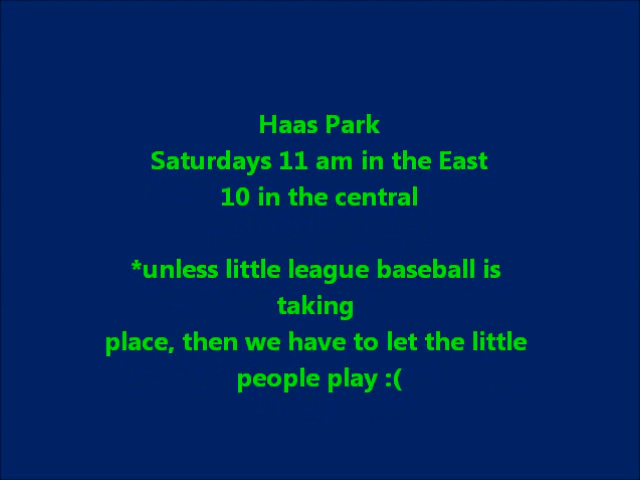 Haas Park
Saturdays 11 am in the East
10 in the central
*unless little league baseball is
taking
place, then we have to let the little
people play :(